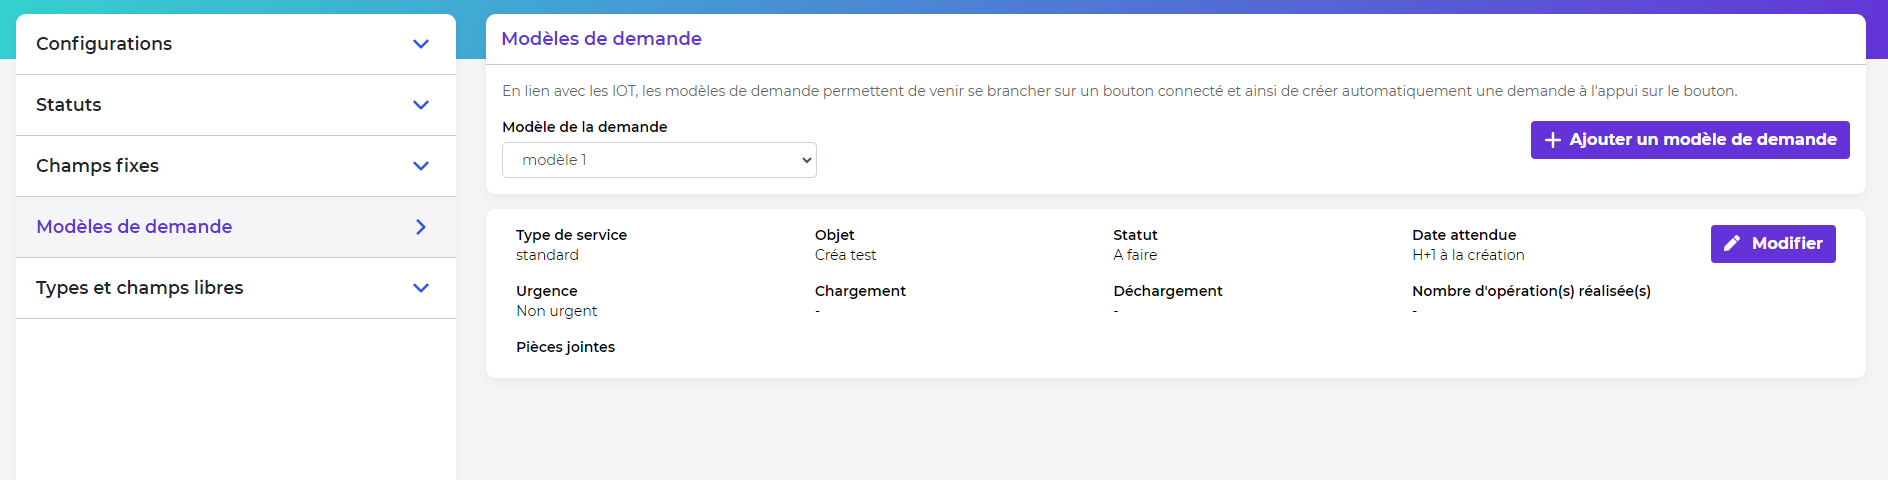 Configurations
Statuts
Champs fixes
Modèles de demande
Types et champs libres
Modèles de demande
En lien avec les IOT, les modèles de demande permettent de venir se brancher sur un bouton connecté et ainsi de créer automatiquement une demande à l'appui sur le bouton.
Modèle de la demande
modèle 1
Ajouter un modèle de demande
Type de service
standard
Objet
Créa test
Statut
A faire
Date attendue
H+1 à la création
Modifier
Urgence
Non urgent
Chargement
-
Déchargement
-
Nombre d'opération(s) réalisée(s)
-
Pièces jointes